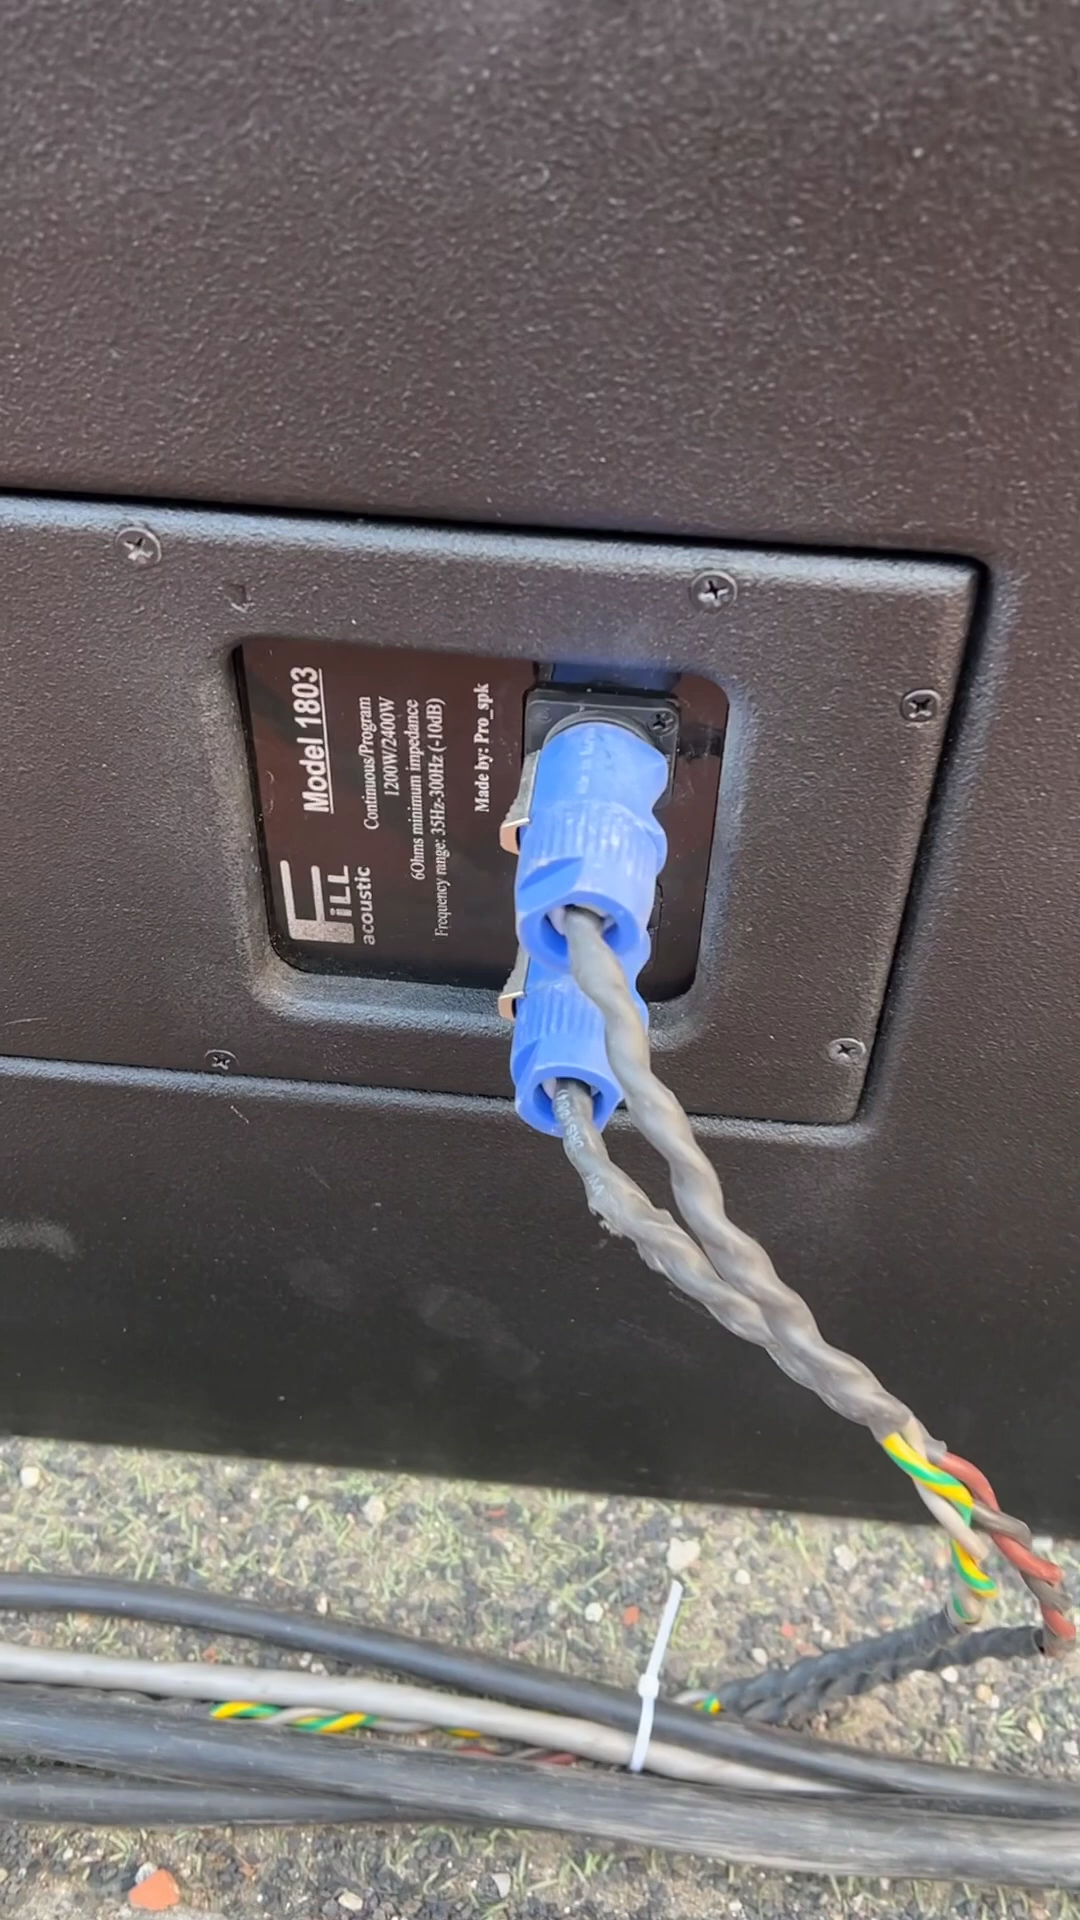 Model 1803
Continuous/Program
1200W/2400W
6Ohms minimum impedance
Frequency range: 35Hz-300Hz (-10dB)
Made by: Pro_spk
FiLL
acoustic